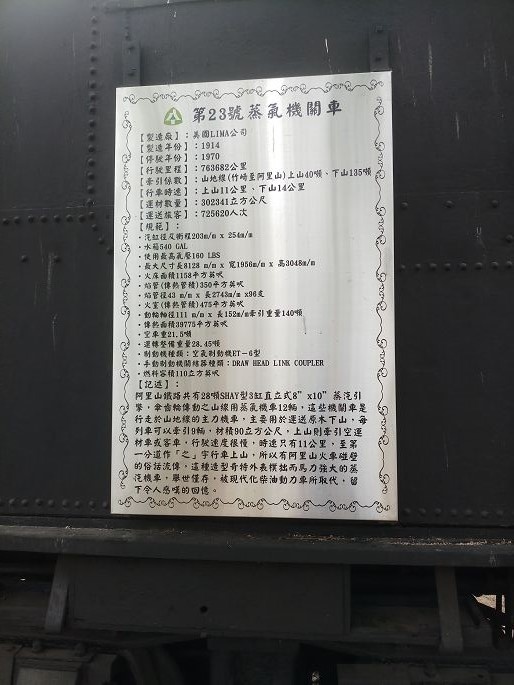 第23號蒸氣機關車
【製造廠】：美國LIMA公司
【製造年份】：1914
【停駛年份】：1970
【行駛里程】：763682公里
【牽引係數】：山地線(竹崎至阿里山)上山40噸、下山135噸
【行車時速】：上山11公里、下山14公里
【運材數量】：302341立方公尺
【運送旅客】：725620人次
【規範】：
·汽缸徑及衝程203m/m x 254m/m
·水箱540 GAL
·使用最高氣壓160 LBS
·最大尺寸長8128 m/m x 寬1956m/m x 高3048m/m
·火床面積1158平方英吋
·焰管(傳熱管積)350平方英呎
·焰管徑43 m/m x 長2743m/m x96支
·火室(傳熱管積)475平方英呎
·動輪軸徑111 m/m x 長152m/m牽引重量140噸
·傳熱面積39775平方英吋
·空車重21.5噸
·運轉整備重量28.45噸
·制動機種類：空氣制動機ET-6型
·手動制動機關結器種類：DRAW HEAD LINK COUPLER
·燃料容積110立方英呎
【記述】：
阿里山鐵路共有28噸SHAY型3缸直立式8" x10" 蒸汽引
擎，傘齒輪傳動之山線用蒸氣機車12輛，這些機關車是
行走於山地線的主力機車，主要用於運送原木下山，每
列車可以牽引9輛，材積90立方公尺，上山則牽引空運
材車或客車，行駛速度很慢，時速只有11公里，至第
一分道作「之」字行車上山，所以有阿里山火車碰壁
的俗話流傳，這種造型奇特外表樸拙而馬力強大的蒸
汽機車，舉世僅存，被現代化柴油動力車所取代，留
下令人感嘆的回憶。